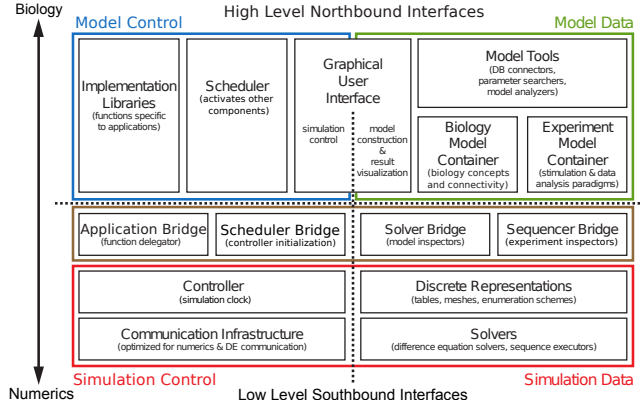 Biology
High Level Northbound Interfaces
Model Control
Model Data
Implementation
Libraries
(functions specific
to applications)
Scheduler
(activates other
components)
Graphical
User
Interface
simulation
control
model
construction
&
result
visualization
Model Tools
(DB connectors,
parameter searchers,
model analyzers)
Biology
Model
Container
(biology concepts
and connectivity)
Experiment
Model
Container
(stimulation & data
analysis paradigms)
Application Bridge
(function delegator)
Scheduler Bridge
(controller initialization)
Solver Bridge
(model inspectors)
Sequencer Bridge
(experiment inspectors)
Controller
(simulation clock)
Discrete Representations
(tables, meshes, enumeration schemes)
Communication Infrastructure
(optimized for numerics & DE communication)
Solvers
(difference equation solvers, sequence executors)
Simulation Control
Simulation Data
Numerics
Low Level Southbound Interfaces